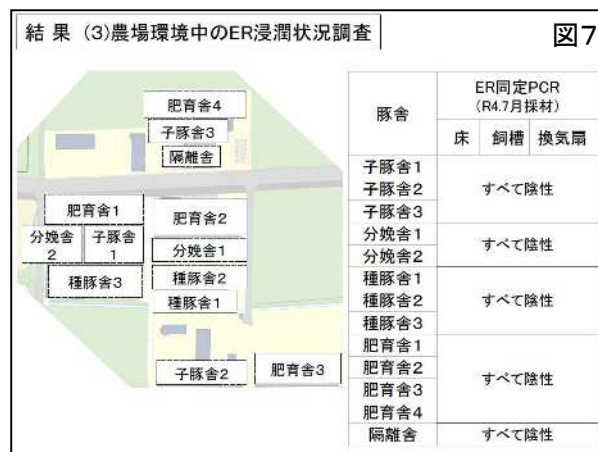 結 果 (3)農場環境中のER浸潤状況調査
図7
肥育舎4
子豚舎3
隔離舎
肥育舎1
肥育舎2
分娩舎
2
子豚舎
1
分娩舎1
種豚舎3
種豚舎2
種豚舎1
子豚舎2
肥育舎3
豚舎
ER同定PCR
(R4.7月採材)
床 飼槽 換気扇
子豚舎1
子豚舎2
子豚舎3
すべて陰性
分娩舎1
分娩舎2
すべて陰性
種豚舎1
種豚舎2
種豚舎3
すべて陰性
肥育舎1
肥育舎2
肥育舎3
肥育舎4
すべて陰性
隔離舎
すべて陰性